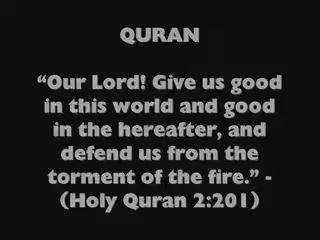 QURAN
“Our Lord! Give us good
in this world and good
in the hereafter, and
defend us from the
torment of the fire.” -
(Holy Quran 2:201)